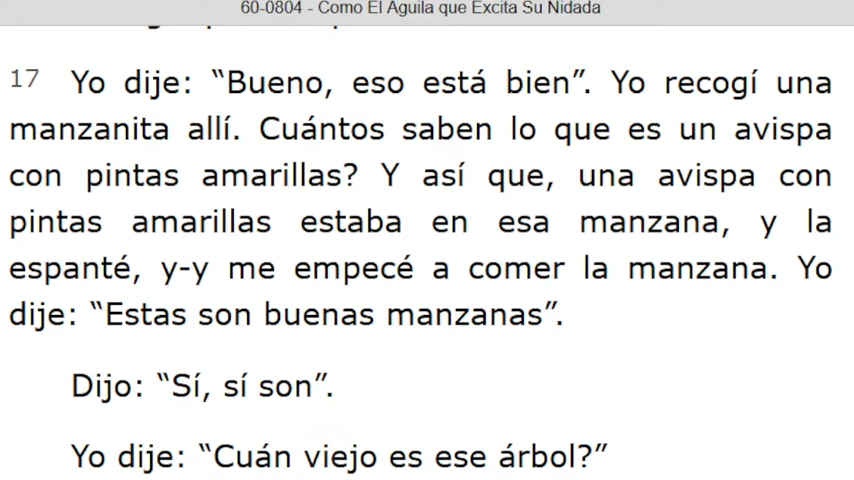 60-0804 - Como El Aguila que Excita Su Nidada
17 Yo dije: “Bueno, eso está bien”. Yo recogí una
manzanita allí. Cuántos saben lo que es un avispa
con pintas amarillas? Y así que, una avispa con
pintas amarillas estaba en esa manzana, y la
espanté, y-y me empecé a comer la manzana. Yo
dije: “Estas son buenas manzanas”.
Dijo: “Sí, sí son”.
Yo dije: “Cuán viejo es ese árbol?”